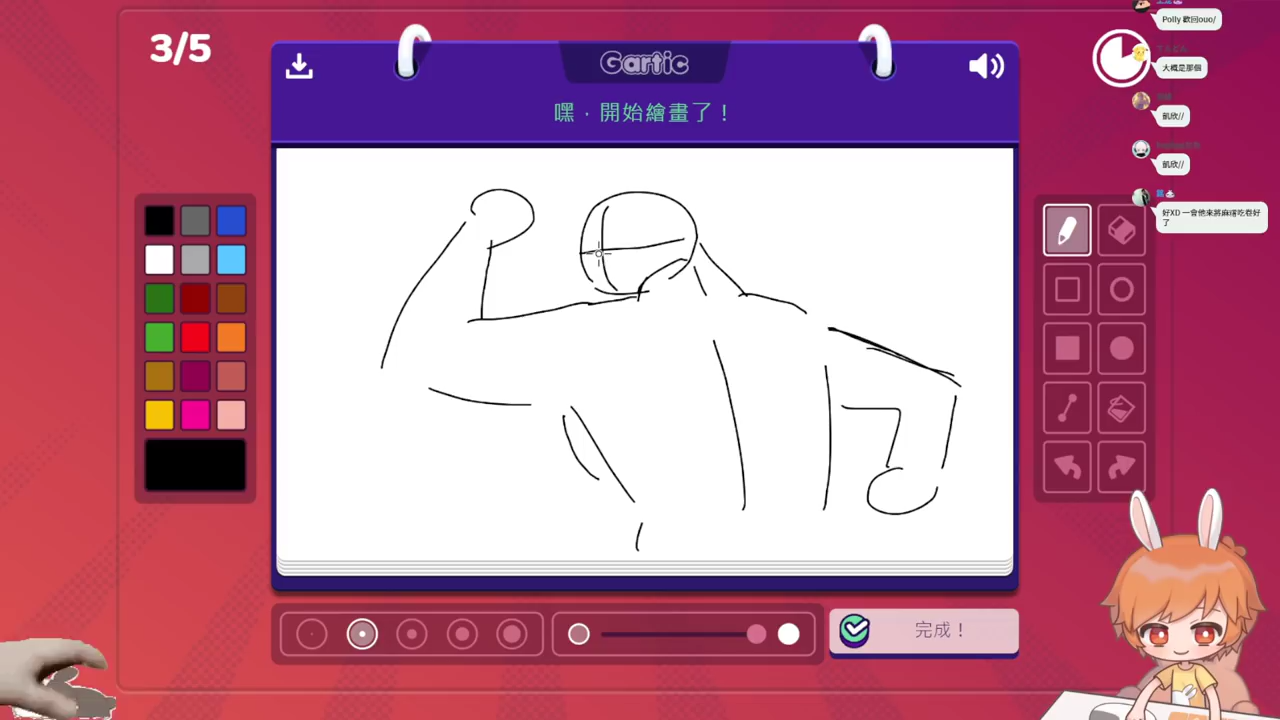 3/5
Gartic
嘿，開始繪畫了！
Polly 歡回ouo/
大概是那個
凱欣//
凱欣//
好XD 一會他來將麻糬吃卷好
了
完成！